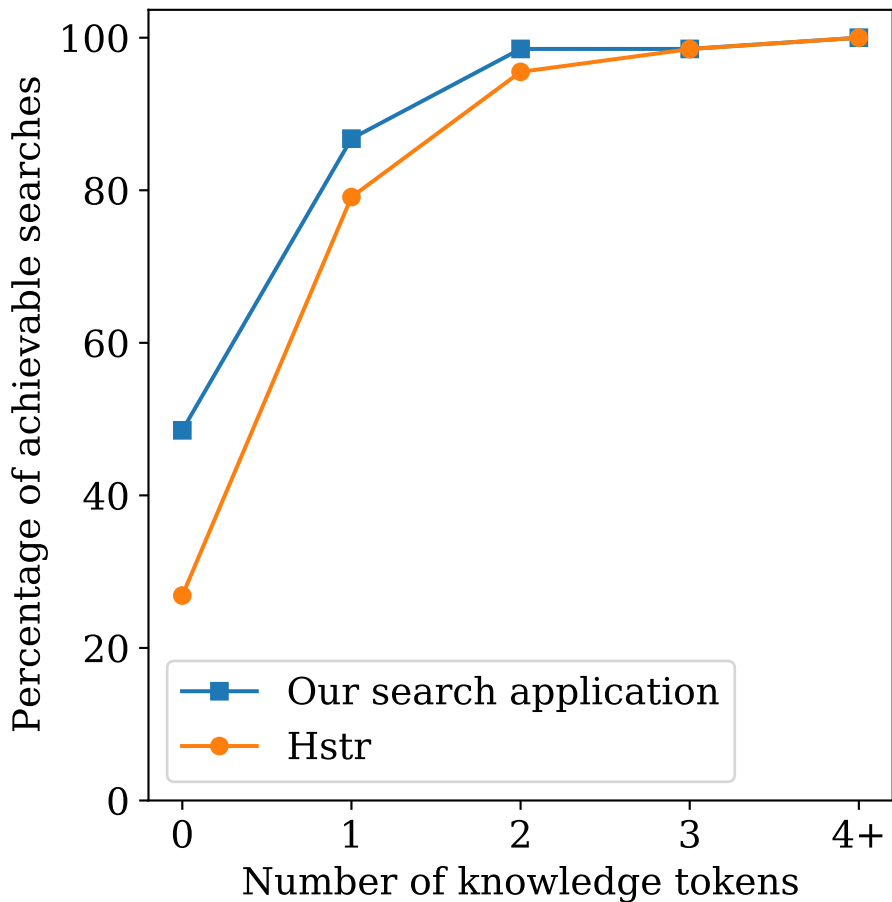 Percentage of achievable searches
100
80
60
40
20
0
Our search application
Hstr
0 1 2 3 4+
Number of knowledge tokens